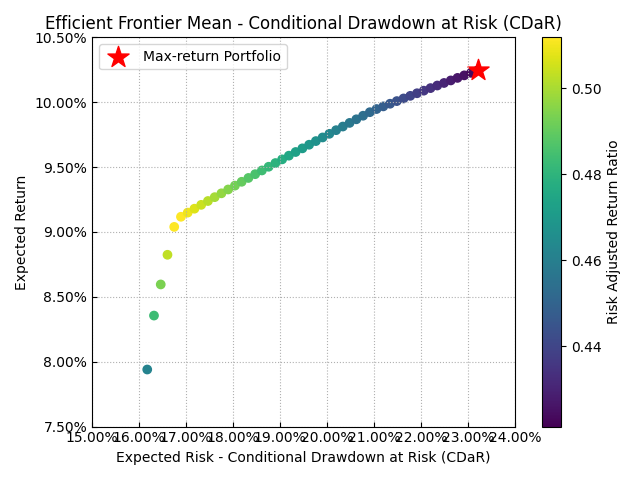 Efficient Frontier Mean - Conditional Drawdown at Risk (CDaR)
Max-return Portfolio
10.50%
10.00%
9.50%
9.00%
8.50%
8.00%
7.50%
Expected Return
15.00% 16.00% 17.00% 18.00% 19.00% 20.00% 21.00% 22.00% 23.00% 24.00%
Expected Risk - Conditional Drawdown at Risk (CDaR)
0.50
0.48
0.46
0.44
Risk Adjusted Return Ratio